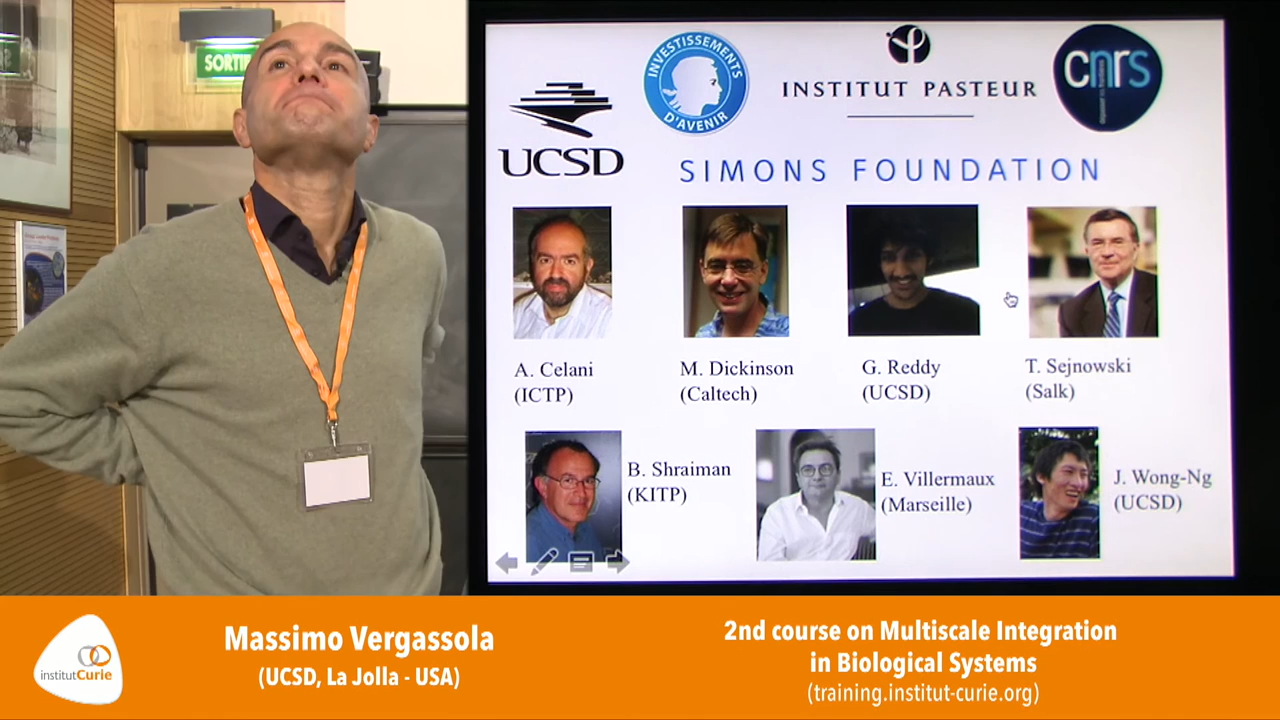 SORTIE
UCSD
INVESTISSEMENTS
D'AVENIR
INSTITUT PASTEUR
cnrs
SIMONS FOUNDATION
A. Celani
(ICTP)
M. Dickinson
(Caltech)
G. Reddy
(UCSD)
T. Sejnowski
(Salk)
B. Shraiman
(KITP)
E. Villermaux
(Marseille)
J. Wong-Ng
(UCSD)
institutCurie
Massimo Vergassola
(UCSD, La Jolla - USA)
2nd course on Multiscale Integration
in Biological Systems
(training.institut-curie.org)